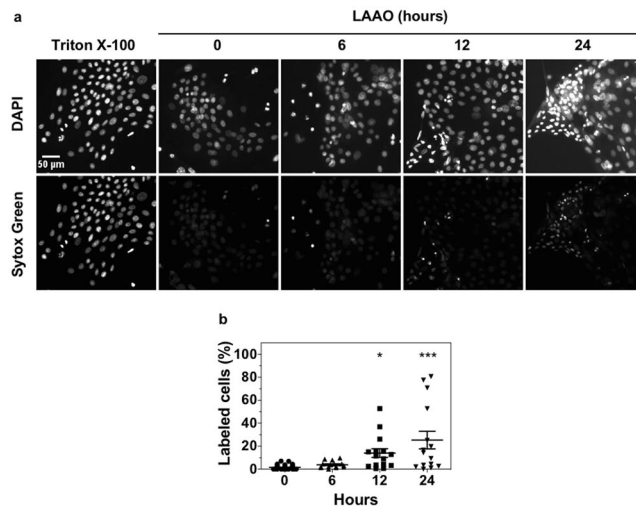 a
LAAO (hours)
Triton X-100 0 6 12 24
DAPI
50 µm
Sytox Green
b
Labeled cells (%)
100
80
60
40
20
0
* ***
0 6 12 24
Hours